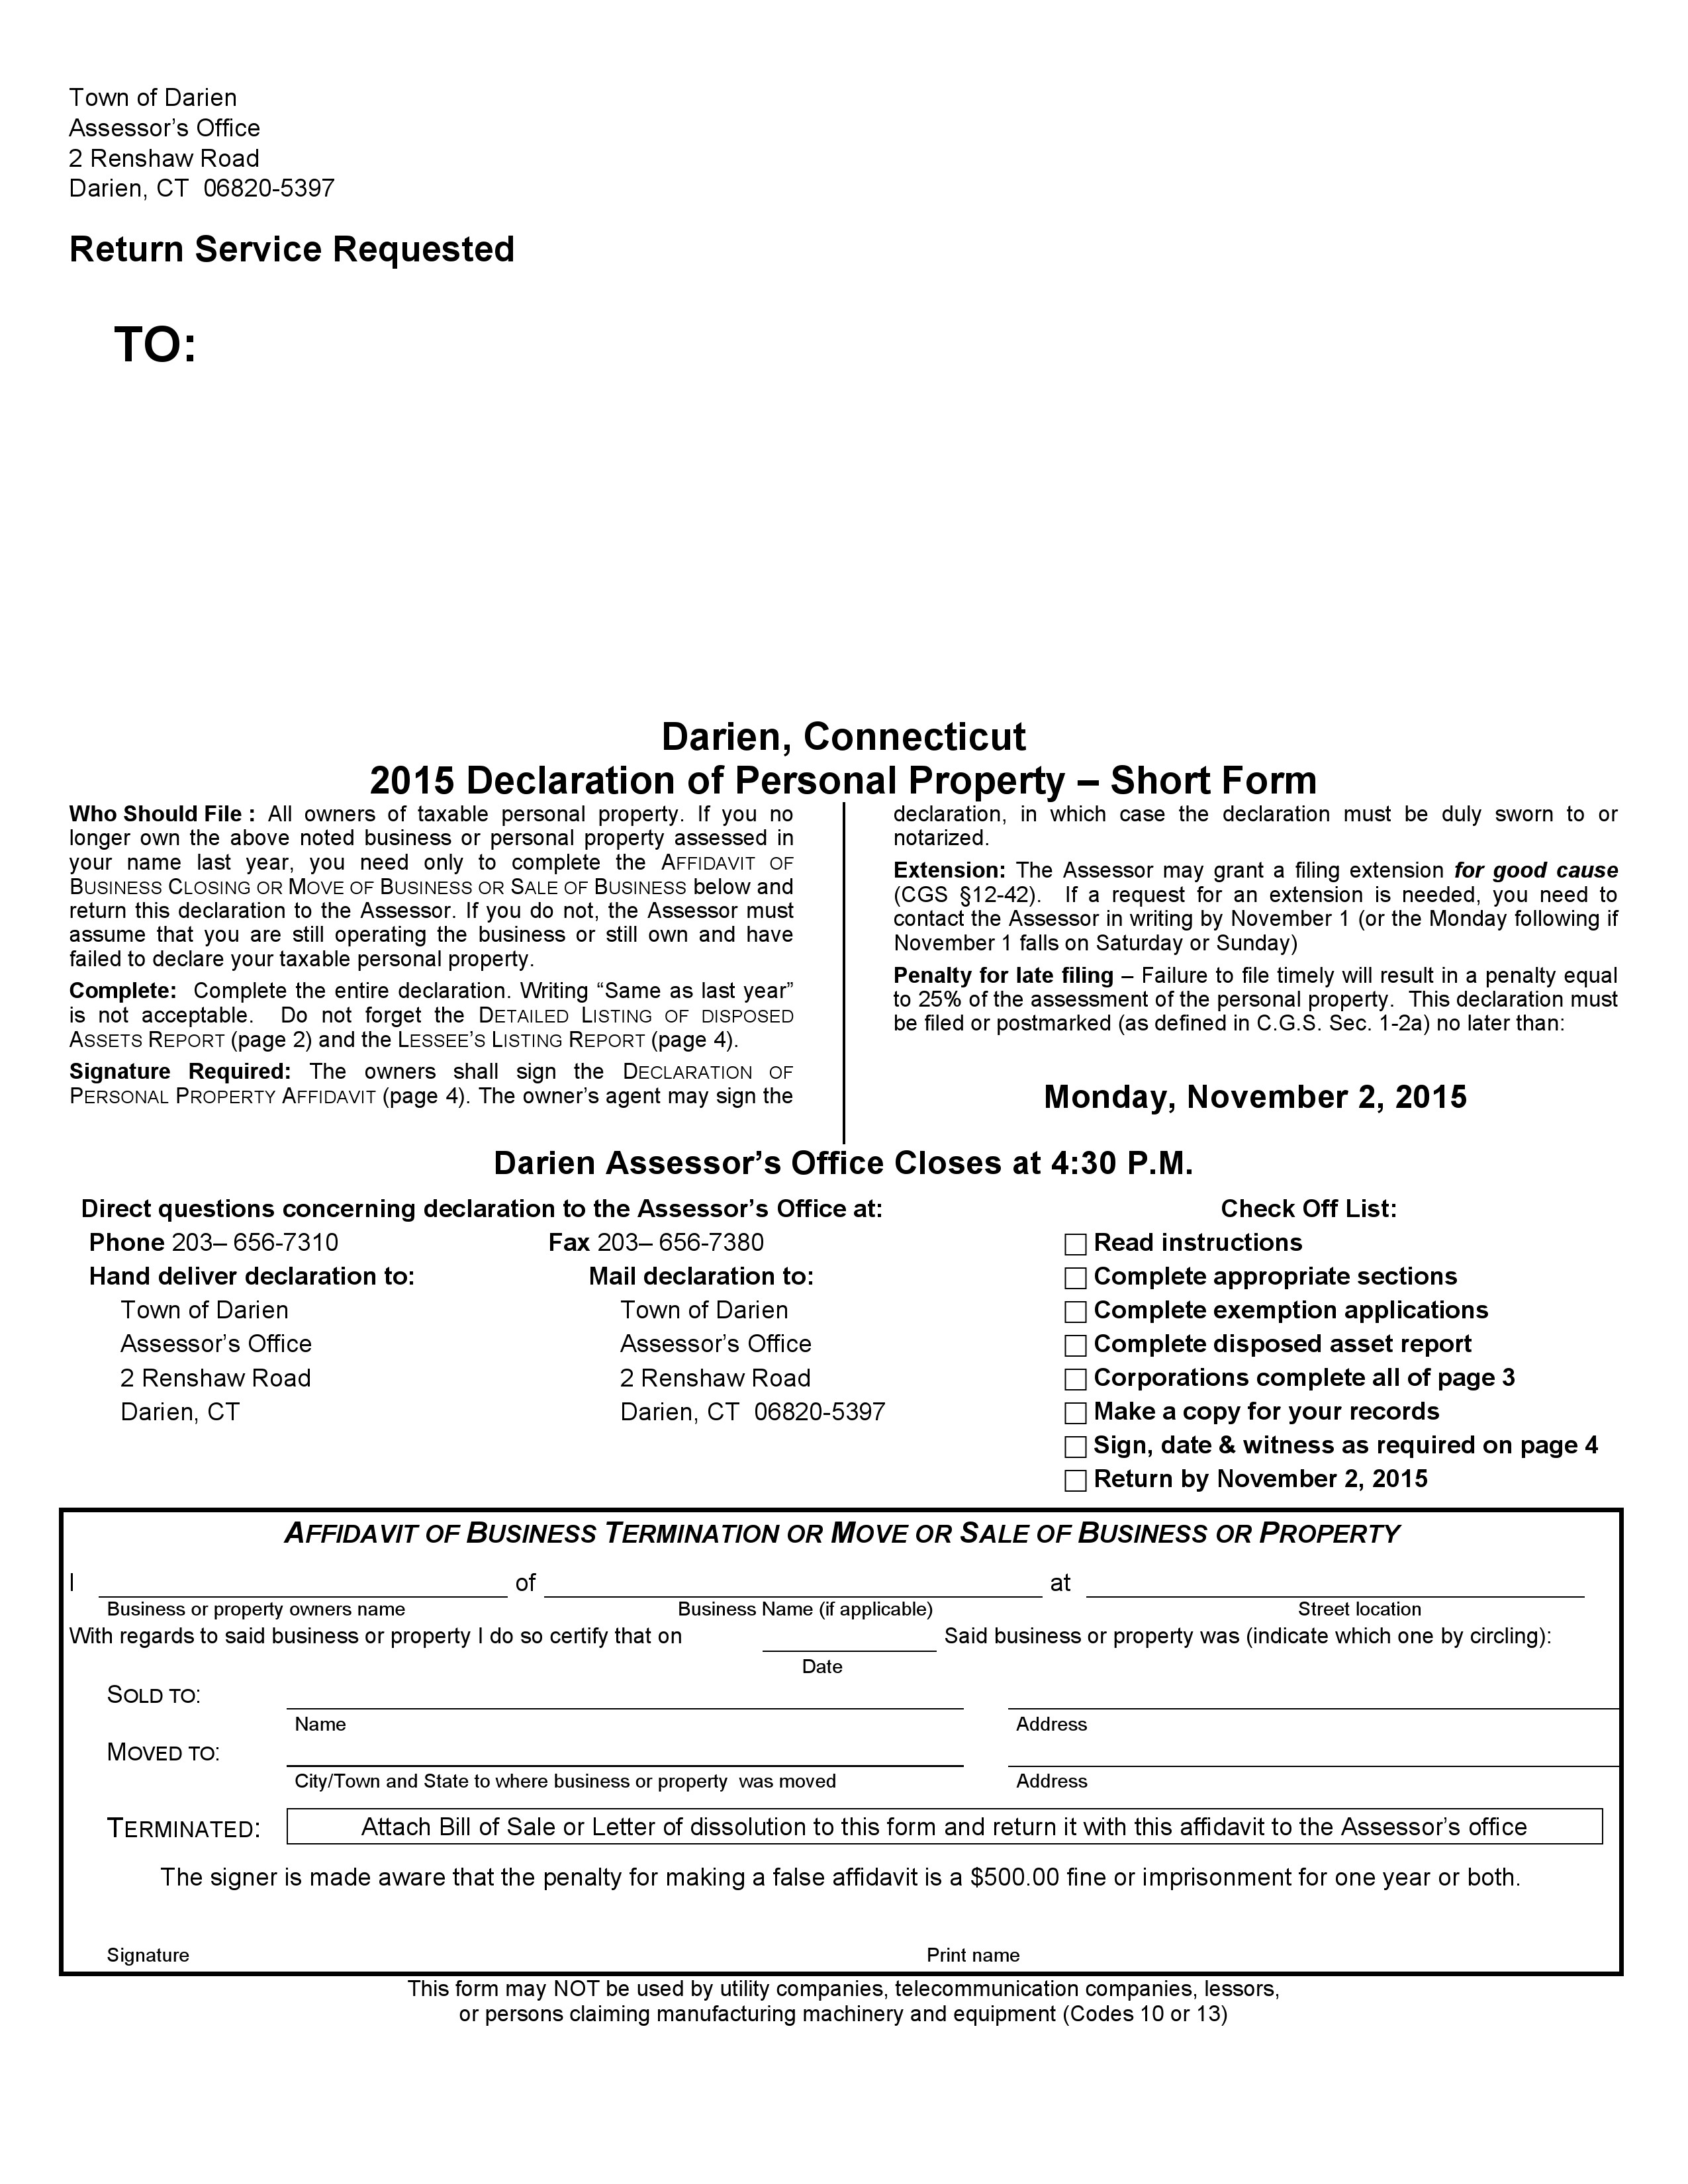 Town of Darien
Assessor’s Office
2 Renshaw Road
Darien, CT  06820-5397
Return Service Requested
TO:
Darien, Connecticut
2015 Declaration of Personal Property – Short Form
Who Should File : All owners of taxable personal property. If you no
longer own the above noted business or personal property assessed in
your name last year, you need only to complete the AFFIDAVIT OF
BUSINESS CLOSING OR MOVE OF BUSINESS OR SALE OF BUSINESS below and
return this declaration to the Assessor. If you do not, the Assessor must
assume that you are still operating the business or still own and have
failed to declare your taxable personal property.
Complete:  Complete the entire declaration. Writing “Same as last year”
is not acceptable.  Do not forget the DETAILED LISTING OF DISPOSED
ASSETS REPORT (page 2) and the LESSEE’S LISTING REPORT (page 4).
Signature Required: The owners shall sign the DECLARATION OF
PERSONAL PROPERTY AFFIDAVIT (page 4). The owner’s agent may sign the
declaration, in which case the declaration must be duly sworn to or
notarized.
Extension: The Assessor may grant a filing extension for good cause
(CGS §12-42).  If a request for an extension is needed, you need to
contact the Assessor in writing by November 1 (or the Monday following if
November 1 falls on Saturday or Sunday)
Penalty for late filing – Failure to file timely will result in a penalty equal
to 25% of the assessment of the personal property.  This declaration must
be filed or postmarked (as defined in C.G.S. Sec. 1-2a) no later than:
Monday, November 2, 2015
Darien Assessor’s Office Closes at 4:30 P.M.
Direct questions concerning declaration to the Assessor’s Office at:
Phone 203– 656-7310 Fax 203– 656-7380
Hand deliver declaration to: Mail declaration to:
Town of Darien Town of Darien
Assessor’s Office Assessor’s Office
2 Renshaw Road 2 Renshaw Road
Darien, CT Darien, CT  06820-5397
Check Off List:
Read instructions
Complete appropriate sections
Complete exemption applications
Complete disposed asset report
Corporations complete all of page 3
Make a copy for your records
Sign, date & witness as required on page 4
Return by November 2, 2015
AFFIDAVIT OF BUSINESS TERMINATION OR MOVE OR SALE OF BUSINESS OR PROPERTY
I of at
Business or property owners name Business Name (if applicable) Street location
With regards to said business or property I do so certify that on Said business or property was (indicate which one by circling):
Date
SOLD TO:
Name Address
MOVED TO:
City/Town and State to where business or property  was moved Address
TERMINATED: Attach Bill of Sale or Letter of dissolution to this form and return it with this affidavit to the Assessor’s office
The signer is made aware that the penalty for making a false affidavit is a $500.00 fine or imprisonment for one year or both.
Signature Print name
This form may NOT be used by utility companies, telecommunication companies, lessors,
or persons claiming manufacturing machinery and equipment (Codes 10 or 13)